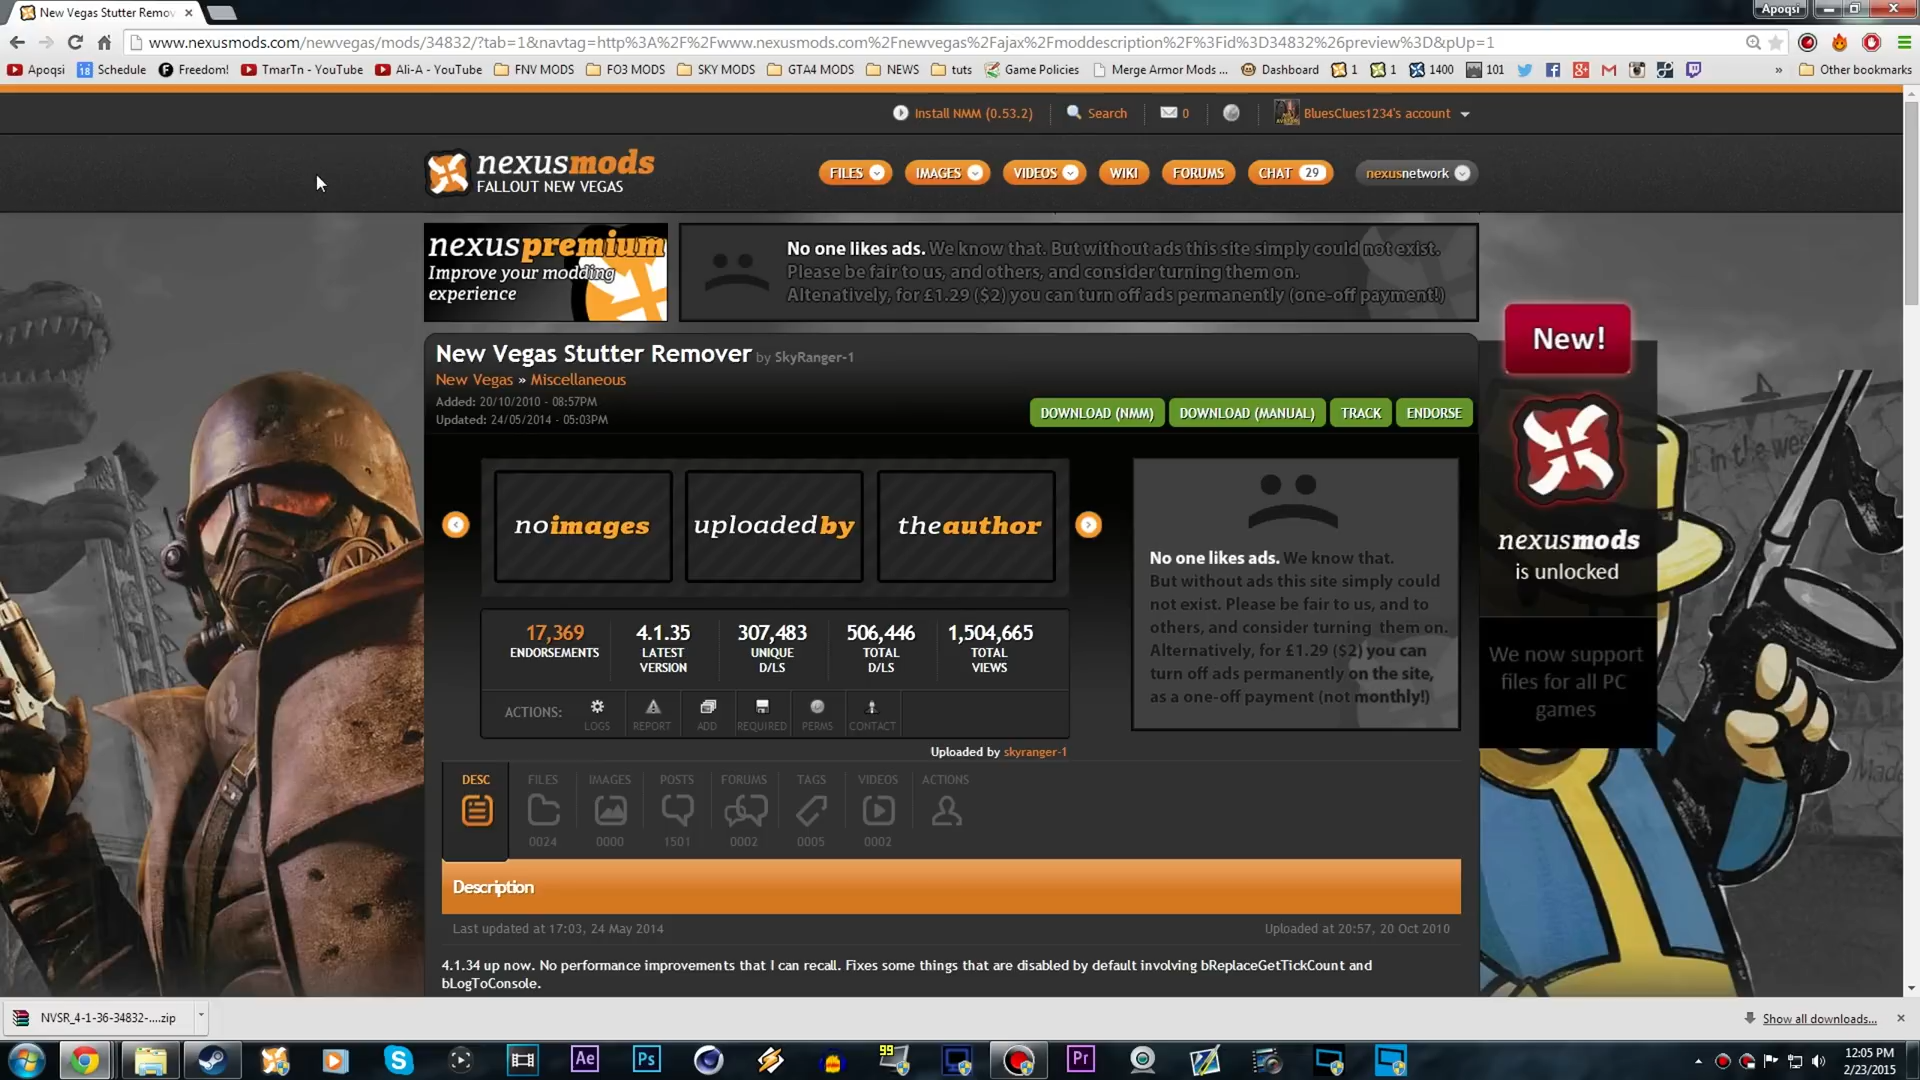 New Vegas Stutter Remov
Apoqsi
www.nexusmods.com/newvegas/mods/34832/?tab=1&navtag=http%3A%2F%2Fwww.nexusmods.com%2Fnewvegas%2Fajax%2Fmoddescription%2F%3Fid%3D34832%26preview%3D&pUp=1
Apoqsi
18 Schedule
Freedom!
TmarTn - YouTube
Ali-A - YouTube
FNV MODS
FO3 MODS
SKY MODS
GTA4 MODS
NEWS
tuts
Game Policies
Merge Armor Mods ...
Dashboard
1
1
1400
101
»
Other bookmarks
Install NMM (0.53.2)
Search
0
BluesClues1234's account
nexusmods
FALLOUT NEW VEGAS
FILES
IMAGES
VIDEOS
WIKI
FORUMS
CHAT 29
nexusnetwork
nexuspremium
Improve your modding
experience
No one likes ads. We know that. But without ads this site simply could not exist.
Please be fair to us, and others, and consider turning them on.
Altenatively, for £1.29 ($2) you can turn off ads permanently (one-off payment!)
New Vegas Stutter Remover by SkyRanger-1
New Vegas » Miscellaneous
Added: 20/10/2010 - 08:57PM
Updated: 24/05/2014 - 05:03PM
DOWNLOAD (NMM)
DOWNLOAD (MANUAL)
TRACK
ENDORSE
New!
nexusmods
is unlocked
We now support
files for all PC
games
noimages
uploadedby
theauthor
No one likes ads. We know that.
But without ads this site simply could
not exist. Please be fair to us, and to
others, and consider turning them on.
Alternatively, for £1.29 ($2) you can
turn off ads permanently on the site,
as a one-off payment (not monthly!)
17,369
ENDORSEMENTS
4.1.35
LATEST
VERSION
307,483
UNIQUE
D/LS
506,446
TOTAL
D/LS
1,504,665
TOTAL
VIEWS
ACTIONS:
LOGS
REPORT
ADD
REQUIRED
PERMS
CONTACT
Uploaded by skyranger-1
DESC
FILES
0024
IMAGES
0000
POSTS
1501
FORUMS
0002
TAGS
0005
VIDEOS
0002
ACTIONS
Description
Last updated at 17:03, 24 May 2014
Uploaded at 20:57, 20 Oct 2010
4.1.34 up now. No performance improvements that I can recall. Fixes some things that are disabled by default involving bReplaceGetTickCount and
bLogToConsole.
NVSR_4-1-36-34832-....zip
Show all downloads...
Ae
Ps
99
Pr
12:05 PM
2/23/2015